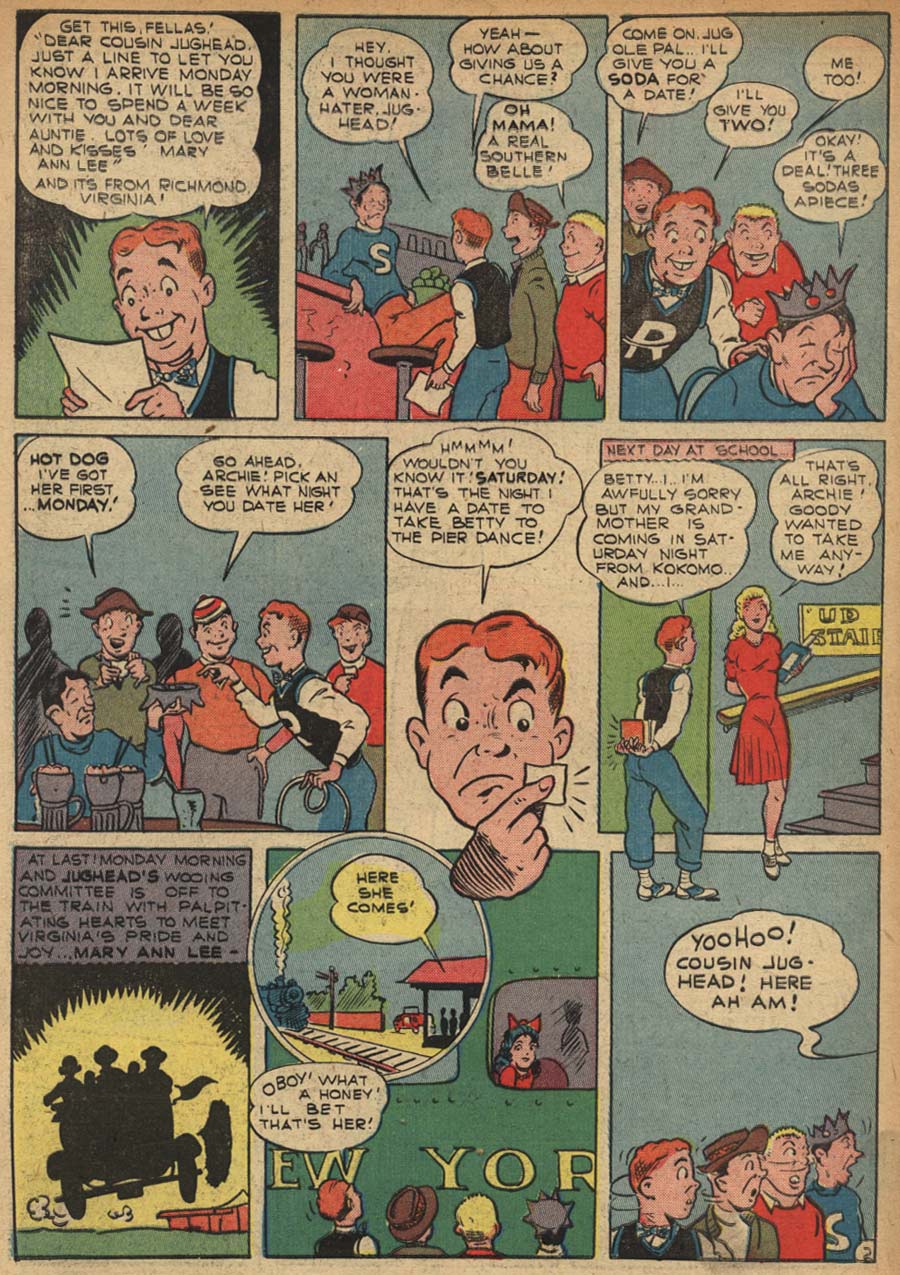 GET THIS, FELLAS!
"DEAR COUSIN JUGHEAD,
JUST A LINE TO LET YOU
KNOW I ARRIVE MONDAY
MORNING. IT WILL BE SO
NICE TO SPEND A WEEK
WITH YOU AND DEAR
AUNTIE. LOTS OF LOVE
AND KISSES' MARY
ANN LEE"
AND ITS FROM RICHMOND,
VIRGINIA!
HEY,
I THOUGHT
YOU WERE
A WOMAN-
HATER, JUG-
HEAD!
YEAH—
HOW ABOUT
GIVING US A
CHANCE?
OH
MAMA!
A REAL
SOUTHERN
BELLE!
S
COME ON, JUG
OLE PAL... I'LL
GIVE YOU A
SODA FOR
A DATE!
I'LL
GIVE YOU
TWO!
ME
TOO!
OKAY!
IT'S A
DEAL! THREE
SODAS
APIECE!
R
HOT DOG
I'VE GOT
HER FIRST
...MONDAY!
GO AHEAD,
ARCHIE! PICK AN
SEE WHAT NIGHT
YOU DATE HER!
HMMMM!
WOULDN'T YOU
KNOW IT! SATURDAY!
THAT'S THE NIGHT I
HAVE A DATE TO
TAKE BETTY TO
THE PIER DANCE!
NEXT DAY AT SCHOOL...
BETTY...I...I'M
AWFULLY SORRY
BUT MY GRAND-
MOTHER IS
COMING IN SAT-
URDAY NIGHT
FROM KOKOMO..
AND...I...
THAT'S
ALL RIGHT,
ARCHIE!
GOODY
WANTED
TO TAKE
ME ANY-
WAY!
UP
STAIR
AT LAST! MONDAY MORNING
AND JUGHEAD'S WOOING
COMMITTEE IS OFF TO
THE TRAIN WITH PALPIT-
ATING HEARTS TO MEET
VIRGINIA'S PRIDE AND
JOY...MARY ANN LEE—
HERE
SHE
COMES!
OBOY! WHAT
A HONEY!
I'LL BET
THAT'S HER!
EW YOR
YOOHOO!
COUSIN JUG-
HEAD! HERE
AH AM!
S
2